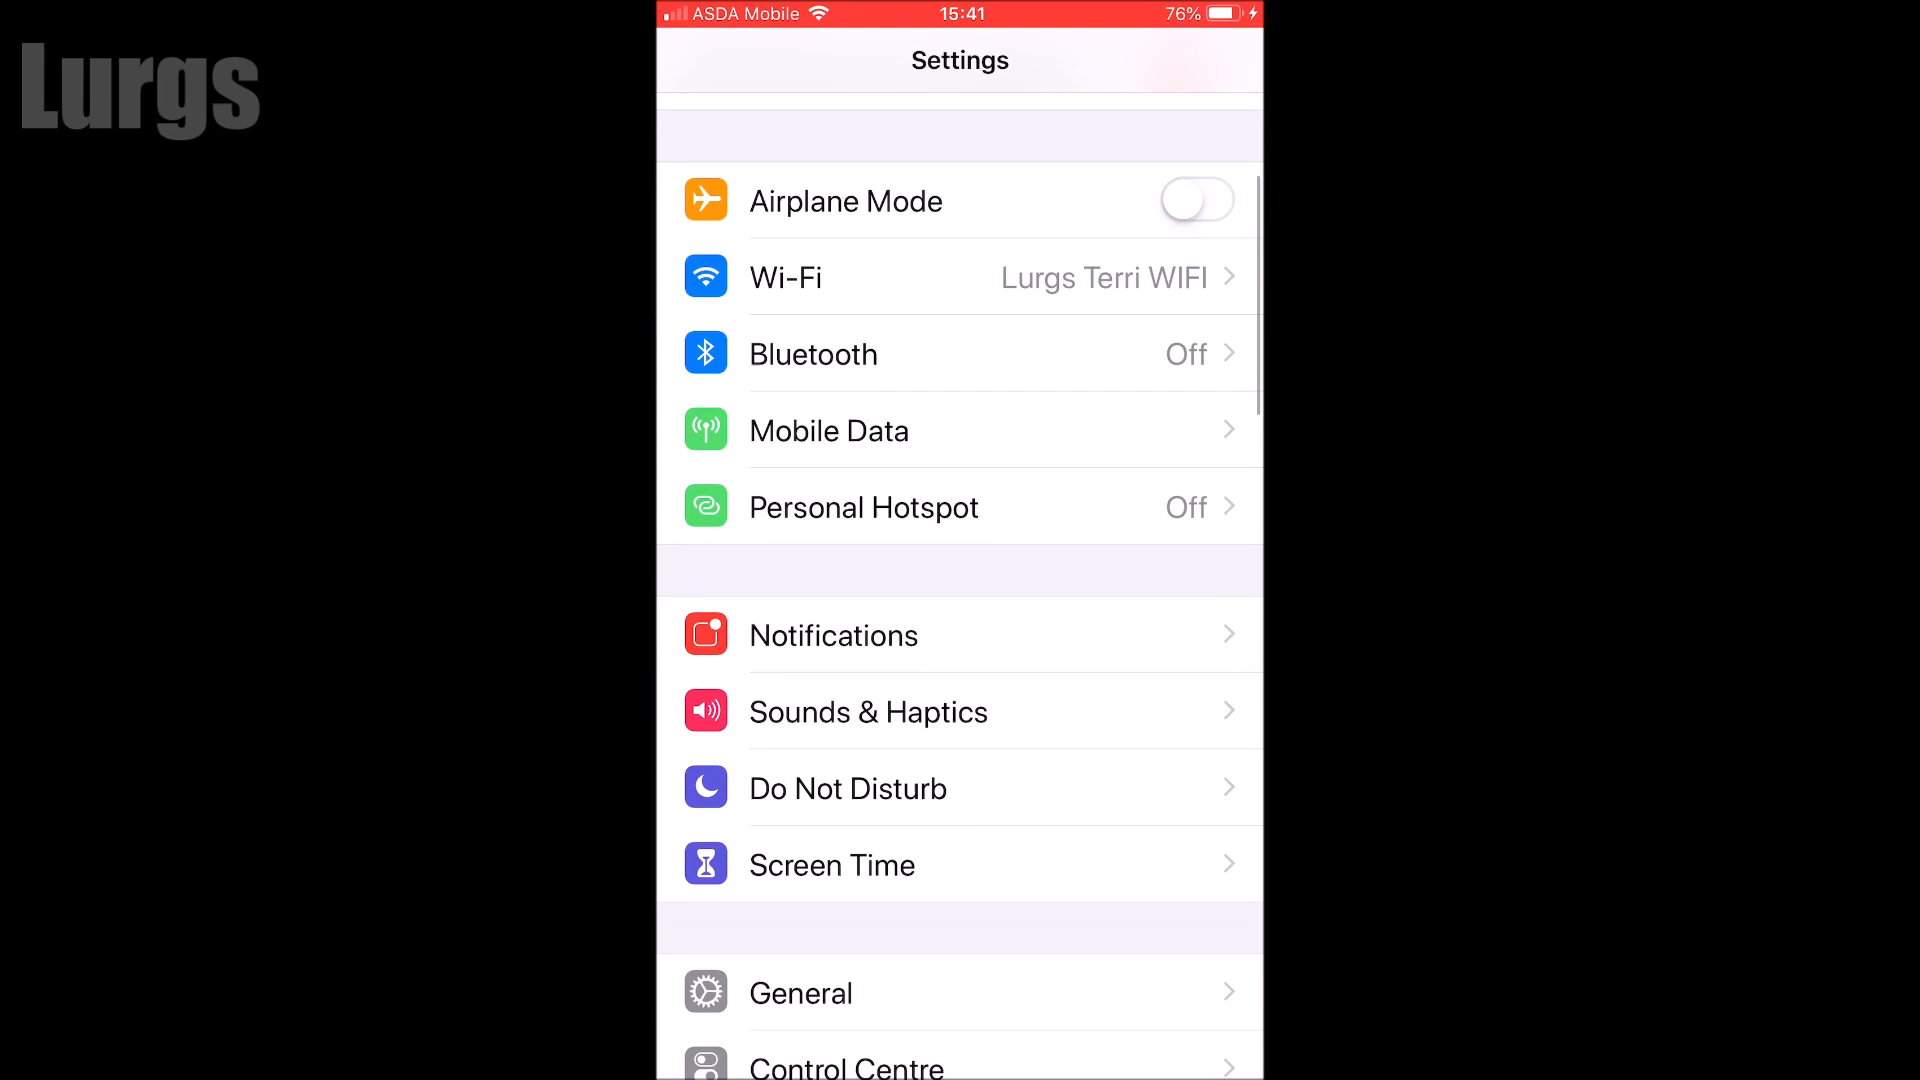 Lurgs
ASDA Mobile 15:41 76%
Settings
Airplane Mode
Wi-Fi Lurgs Terri WIFI
Bluetooth Off
Mobile Data
Personal Hotspot Off
Notifications
Sounds & Haptics
Do Not Disturb
Screen Time
General
Control Centre